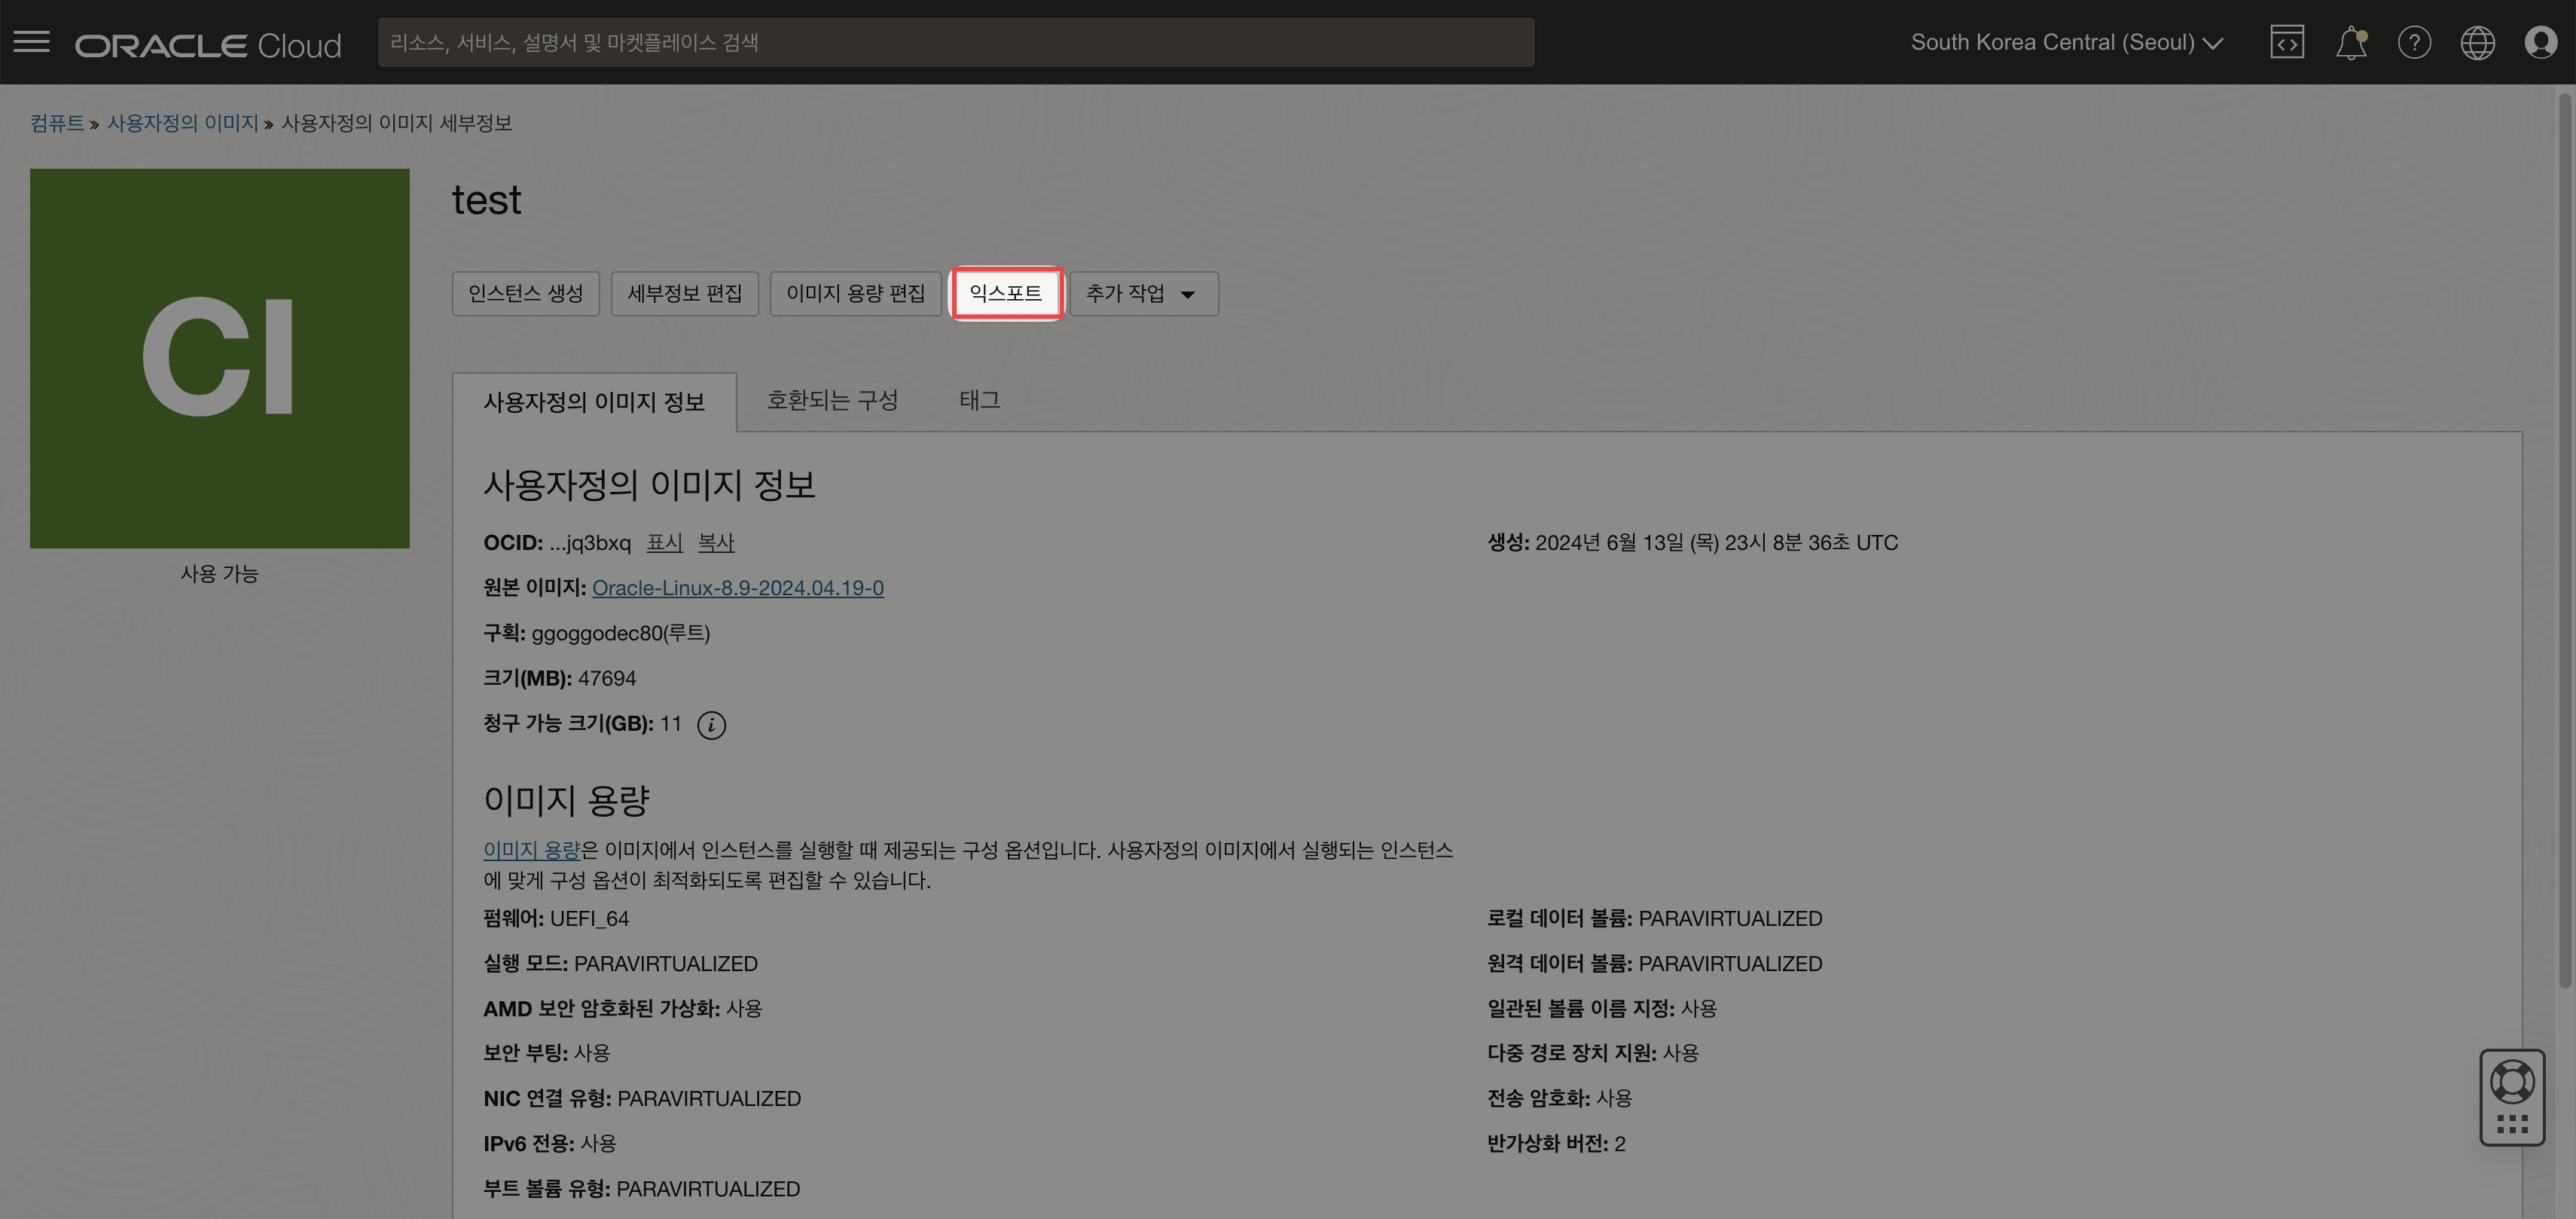 ORACLE Cloud
리소스, 서비스, 설명서 및 마켓플레이스 검색
South Korea Central (Seoul)
컴퓨트 » 사용자정의 이미지 » 사용자정의 이미지 세부정보
CI
사용 가능
test
인스턴스 생성 세부정보 편집 이미지 용량 편집 익스포트 추가 작업
사용자정의 이미지 정보 호환되는 구성 태그
사용자정의 이미지 정보
OCID: ...jq3bxq 표시 복사
생성: 2024년 6월 13일 (목) 23시 8분 36초 UTC
원본 이미지: Oracle-Linux-8.9-2024.04.19-0
구획: ggoggodec80(루트)
크기(MB): 47694
청구 가능 크기(GB): 11
이미지 용량
이미지 용량은 이미지에서 인스턴스를 실행할 때 제공되는 구성 옵션입니다. 사용자정의 이미지에서 실행되는 인스턴스
에 맞게 구성 옵션이 최적화되도록 편집할 수 있습니다.
펌웨어: UEFI_64
로컬 데이터 볼륨: PARAVIRTUALIZED
실행 모드: PARAVIRTUALIZED
원격 데이터 볼륨: PARAVIRTUALIZED
AMD 보안 암호화된 가상화: 사용
일관된 볼륨 이름 지정: 사용
보안 부팅: 사용
다중 경로 장치 지원: 사용
NIC 연결 유형: PARAVIRTUALIZED
전송 암호화: 사용
IPv6 전용: 사용
반가상화 버전: 2
부트 볼륨 유형: PARAVIRTUALIZED